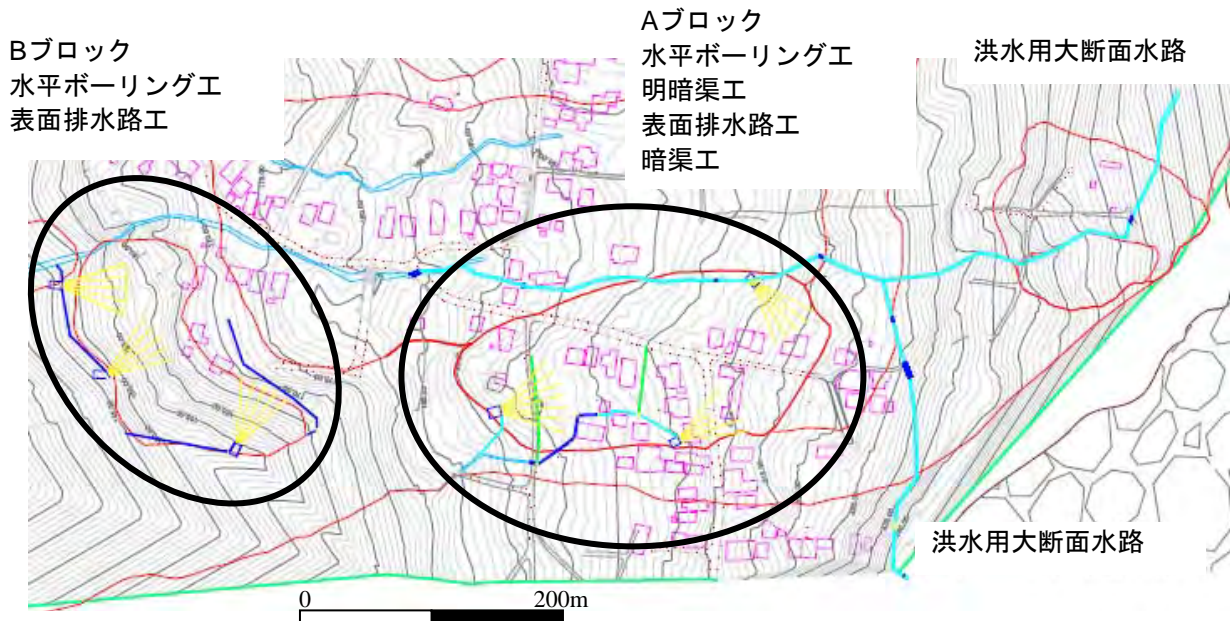 Bブロック
水平ボーリング工
表面排水路工
Aブロック
水平ボーリング工
明暗渠工
表面排水路工
暗渠工
洪水用大断面水路
洪水用大断面水路
0 200m